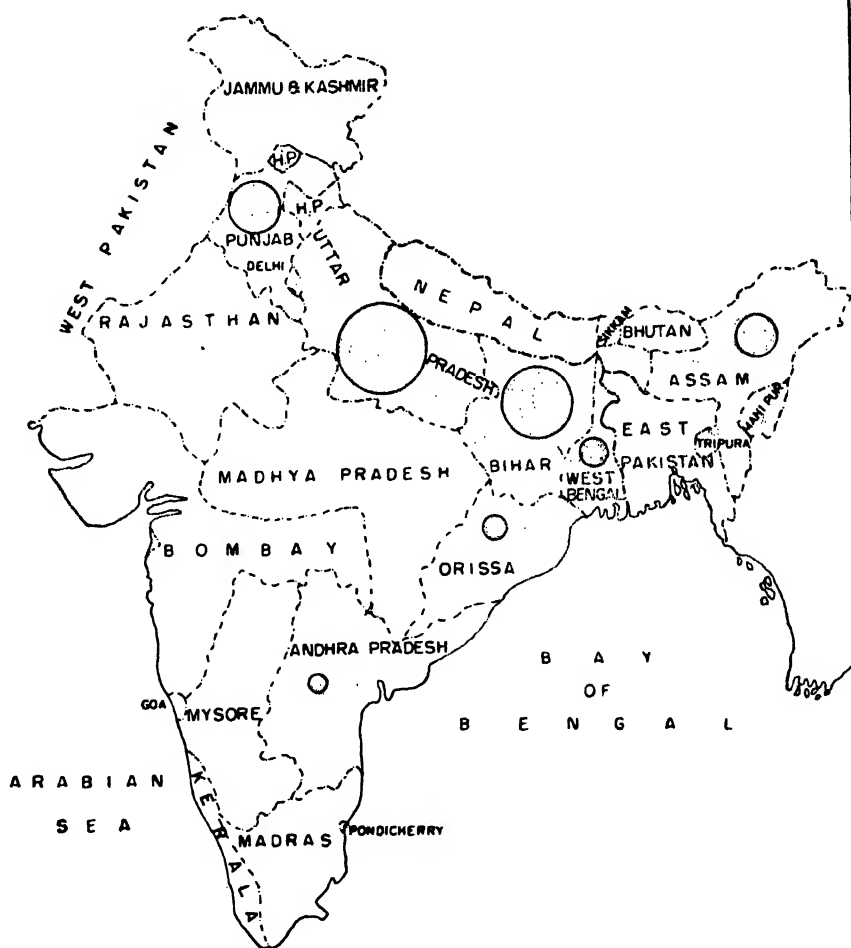 JAMMU & KASHMIR
WEST PAKISTAN
H.P
H.P
PUNJAB
DELHI
UTTAR
PRADESH
RAJASTHAN
NEPAL
SIKKAM
BHUTAN
ASSAM
MANIPUR
TRIPURA
EAST
PAKISTAN
BIHAR
WEST
BENGAL
MADHYA PRADESH
BOMBAY
ORISSA
ANDHRA PRADESH
BAY
OF
BENGAL
GOA
MYSORE
ARABIAN
SEA
KERALA
MADRAS
PONDICHERRY